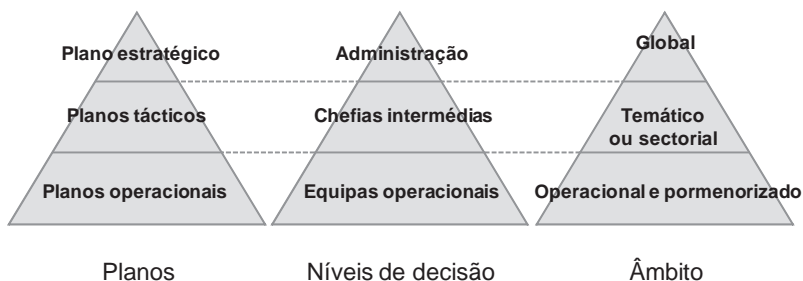 Plano estratégico
Planos tácticos
Planos operacionais
Planos
Administração
Chefias intermédias
Equipas operacionais
Níveis de decisão
Global
Temático
ou sectorial
Operacional e pormenorizado
Âmbito